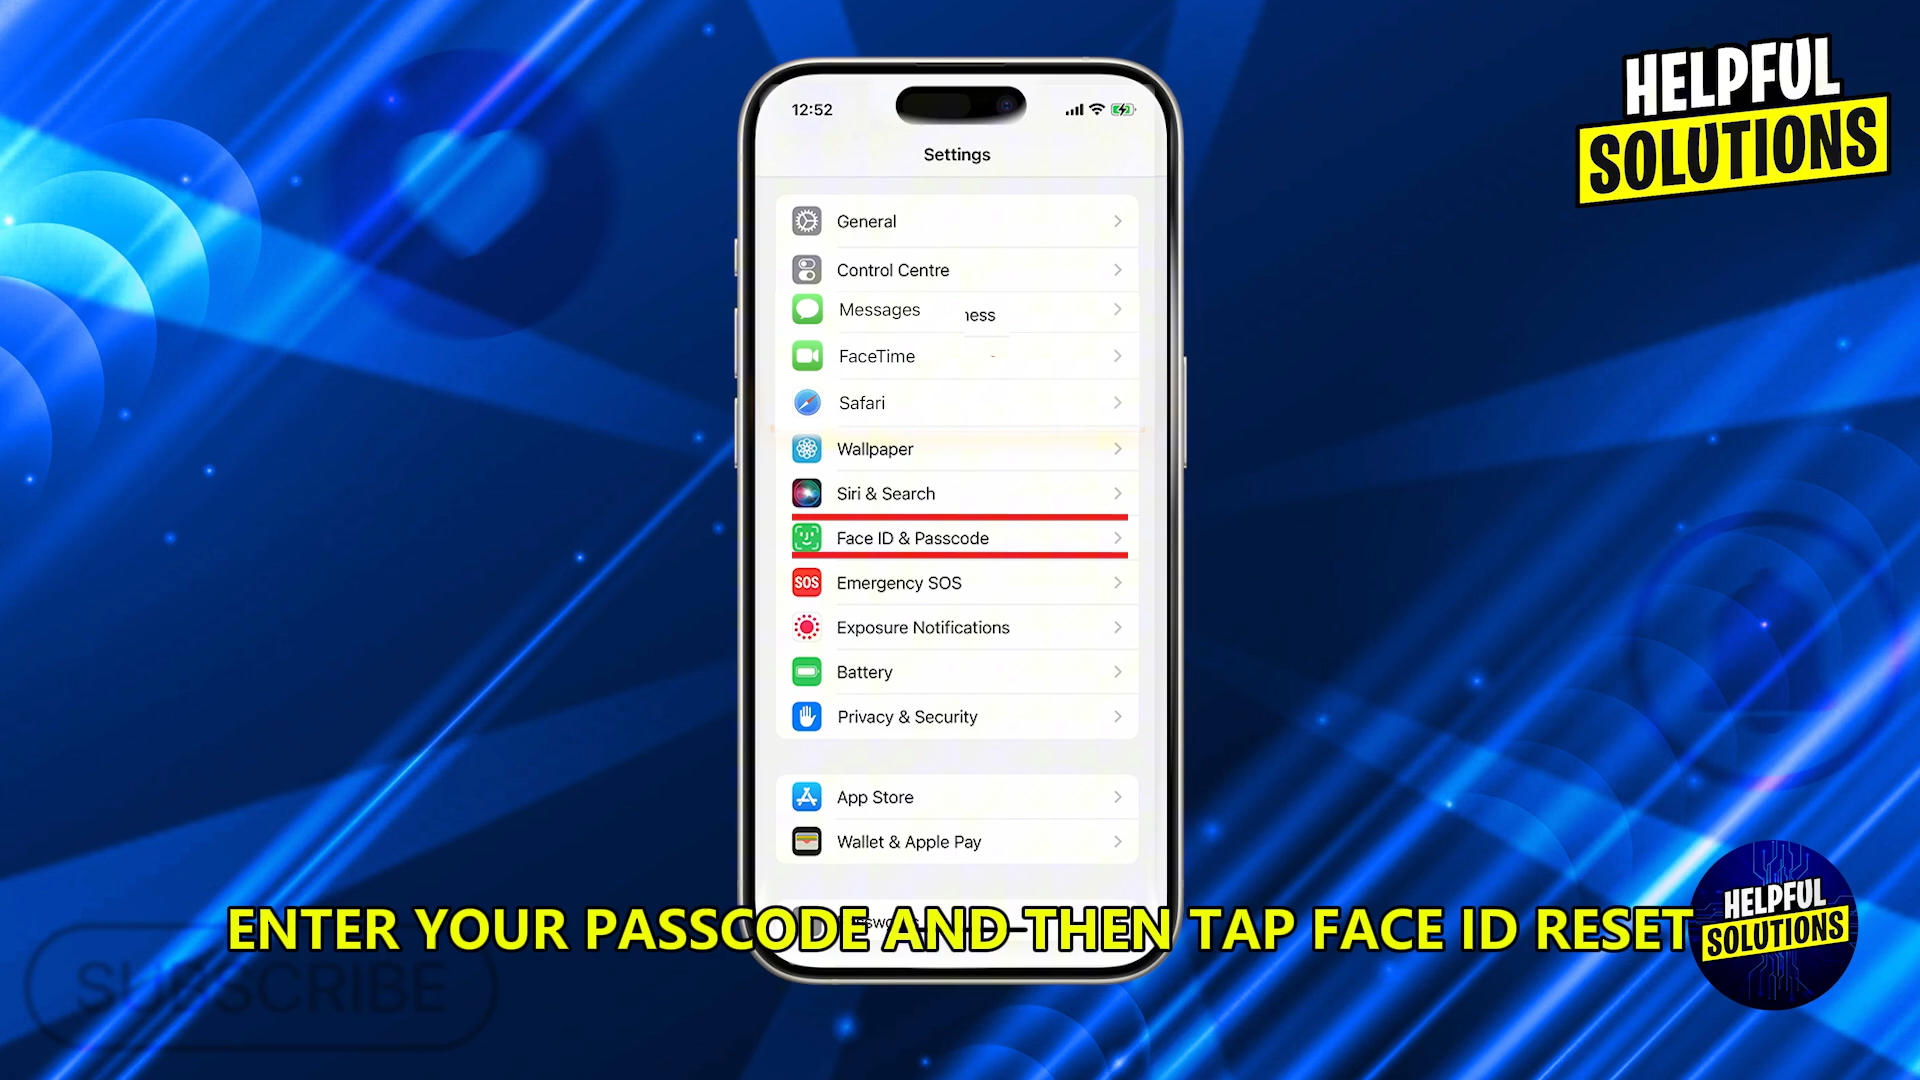 HELPFUL
SOLUTIONS
12:52
Settings
General
Control Centre
Messages
ness
FaceTime
Safari
Wallpaper
Siri & Search
Face ID & Passcode
SOS
Emergency SOS
Exposure Notifications
Battery
Privacy & Security
App Store
Wallet & Apple Pay
ENTER YOUR PASSCODE AND THEN TAP FACE ID RESET
HELPFUL
SOLUTIONS
SUBSCRIBE